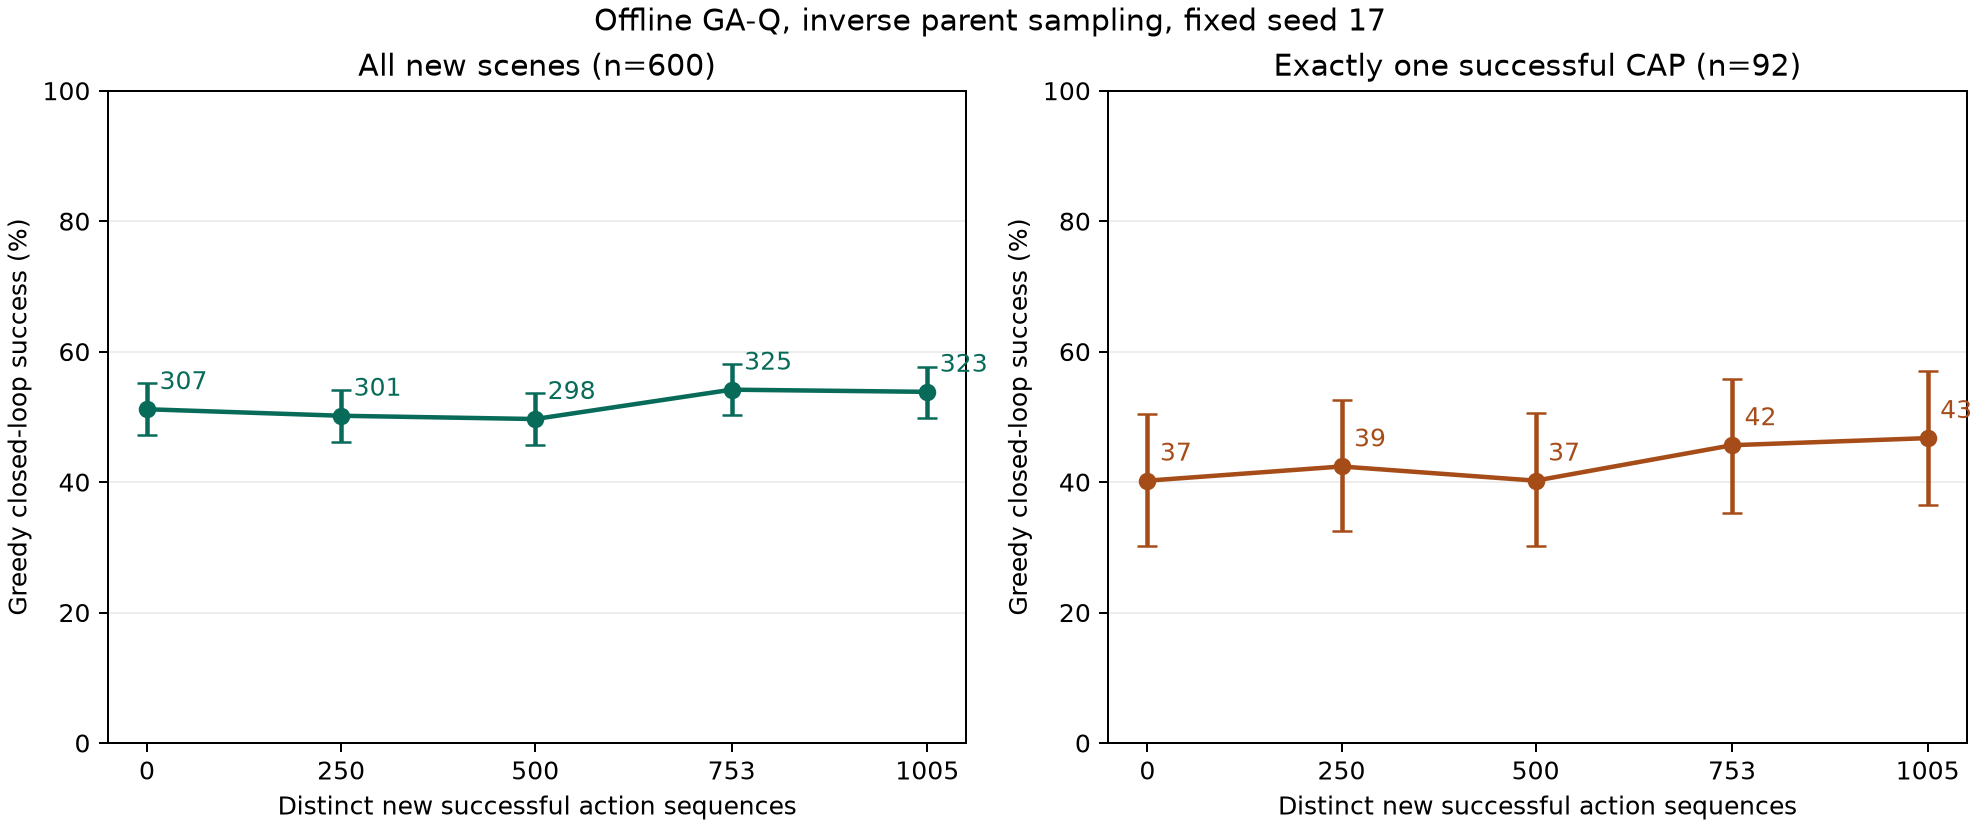 Offline GA-Q, inverse parent sampling, fixed seed 17
All new scenes (n=600)
Greedy closed-loop success (%)
100
80
60
40
20
0
307
301
298
325
323
0 250 500 753 1005
Distinct new successful action sequences
Exactly one successful CAP (n=92)
Greedy closed-loop success (%)
100
80
60
40
20
0
37
39
37
42
43
0 250 500 753 1005
Distinct new successful action sequences